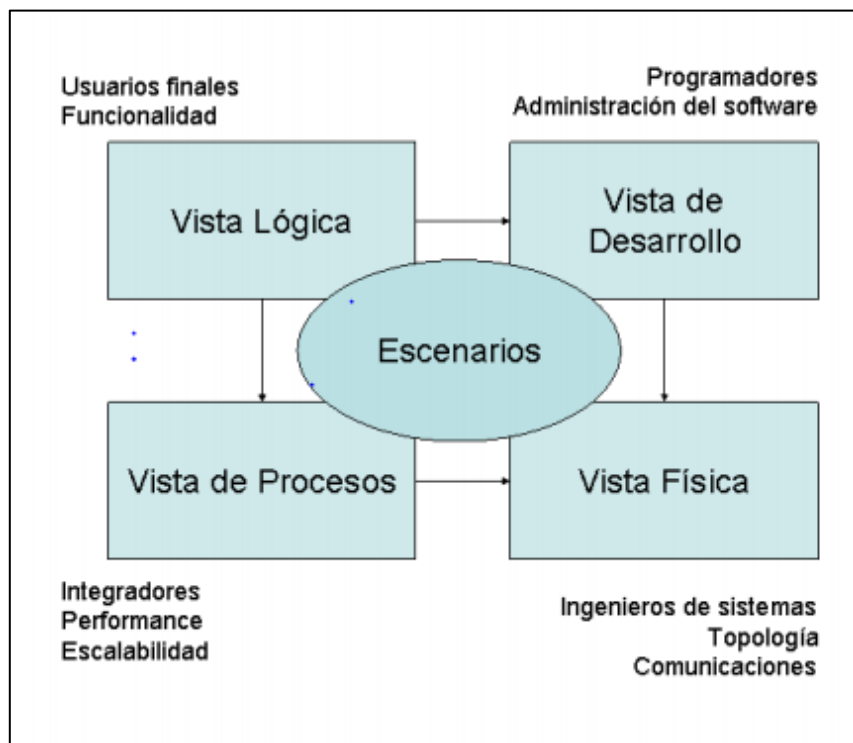 Usuarios finales
Funcionalidad
Programadores
Administración del software
Vista Lógica
Vista de
Desarrollo
Escenarios
Vista de Procesos
Vista Física
Integradores
Performance
Escalabilidad
Ingenieros de sistemas
Topología
Comunicaciones